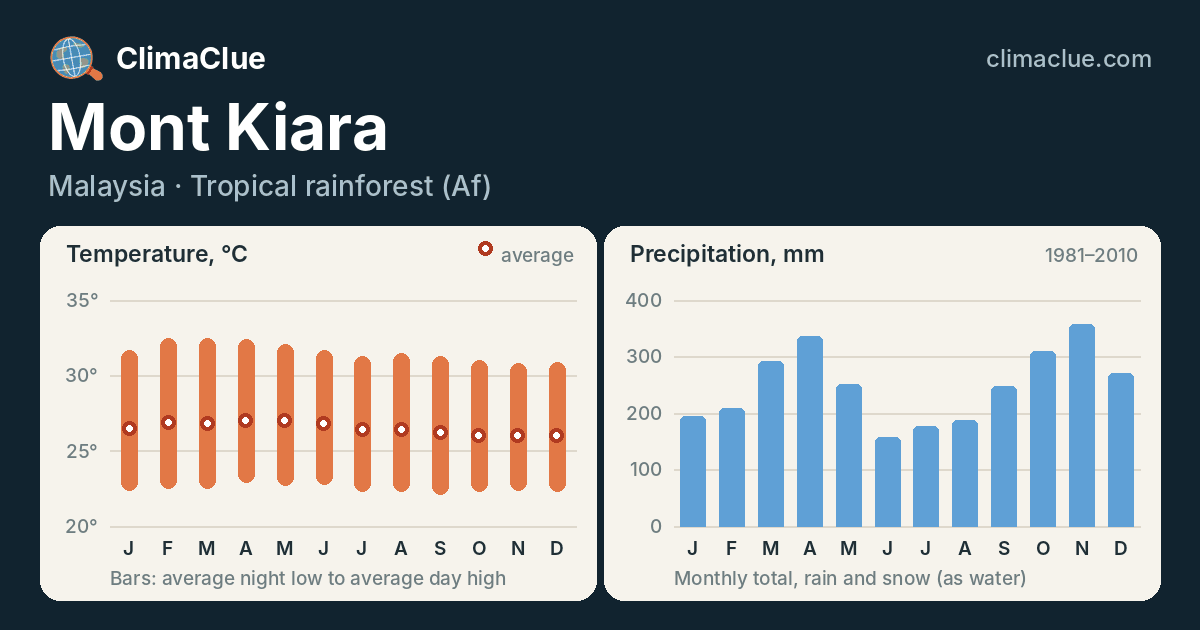 ClimaClue
climaclue.com
Mont Kiara
Malaysia · Tropical rainforest (Af)
Temperature, °C
average
35°
30°
25°
20°
J F M A M J J A S O N D
Bars: average night low to average day high
Precipitation, mm
1981–2010
400
300
200
100
0
J F M A M J J A S O N D
Monthly total, rain and snow (as water)